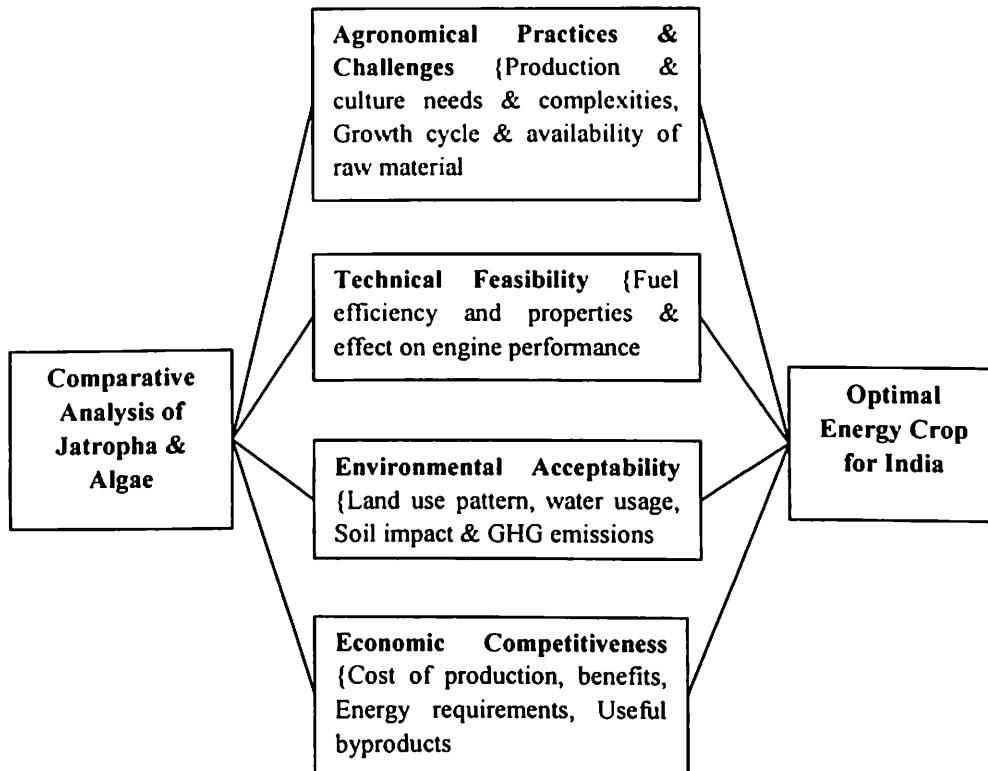 Agronomical Practices &
Challenges {Production &
culture needs & complexities,
Growth cycle & availability of
raw material
Technical Feasibility {Fuel
efficiency and properties &
effect on engine performance
Comparative
Analysis of
Jatropha &
Algae
Optimal
Energy Crop
for India
Environmental Acceptability
{Land use pattern, water usage,
Soil impact & GHG emissions
Economic Competitiveness
{Cost of production, benefits,
Energy requirements, Useful
byproducts